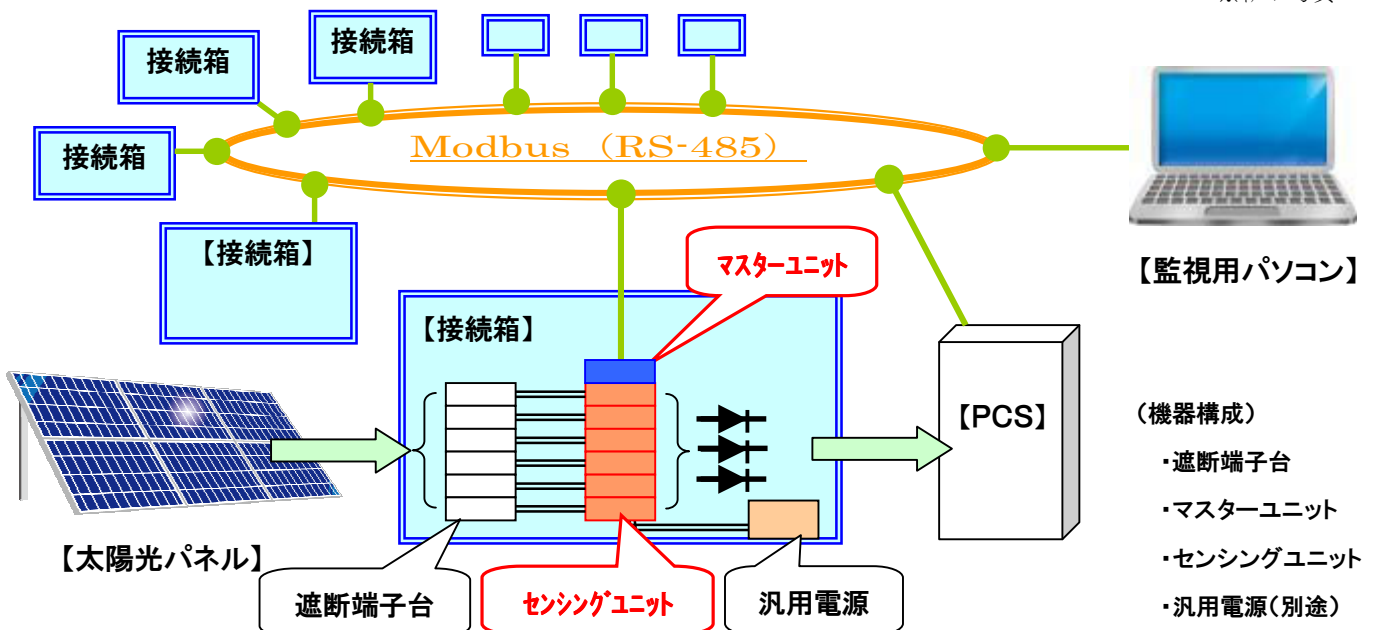 接続箱
接続箱
接続箱
Modbus (RS-485)
【接続箱】
マスターユニット
【監視用パソコン】
【接続箱】
【PCS】
(機器構成)
・遮断端子台
・マスターユニット
・センシングユニット
・汎用電源(別途)
【太陽光パネル】
遮断端子台
センシングユニット
汎用電源